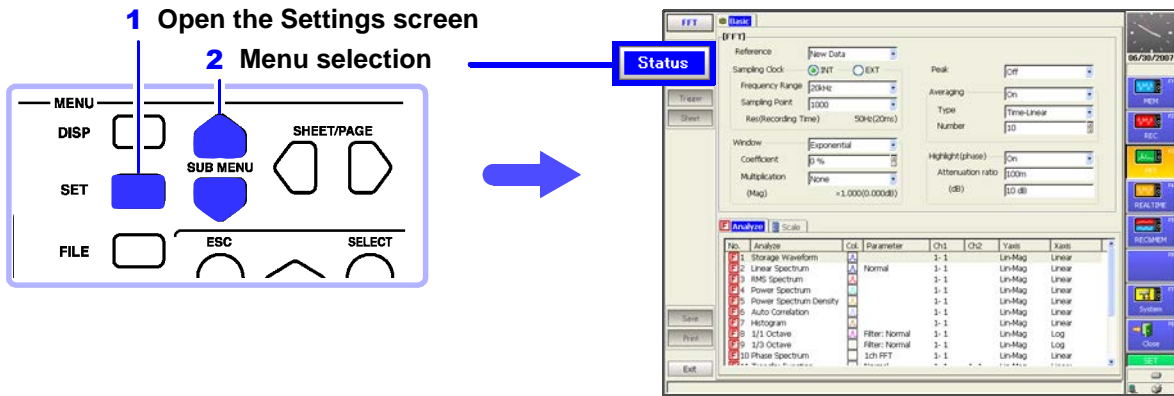 1 Open the Settings screen
2 Menu selection
MENU
DISP
SET
FILE
SUB MENU
SHEET/PAGE
ESC
SELECT
Status
FFT
Trigger
Sheet
Save
Print
Exit
Basic
[FFT]
Reference New Data
Sampling Clock INT EXT
Frequency Range 20kHz
Sampling Point 1000
Res(Recording Time) 50Hz(20ms)
Window Exponential
Coefficient 0 %
Multiplication None
(Mag) ×1.000(0.000dB)
Peak Off
Averaging On
Type Time-Linear
Number 10
Highlight(phase) On
Attenuation ratio 100m
(dB) 10 dB
Analyze Scale
No. Analyze Col. Parameter Ch1 Ch2 Yaxis Xaxis
F 1 Storage Waveform 1- 1 Lin-Mag Linear
F 2 Linear Spectrum Normal 1- 1 Lin-Mag Linear
F 3 RMS Spectrum 1- 1 Lin-Mag Linear
F 4 Power Spectrum 1- 1 Lin-Mag Linear
F 5 Power Spectrum Density 1- 1 Lin-Mag Linear
F 6 Auto Correlation 1- 1 Lin-Mag Linear
F 7 Histogram 1- 1 Lin-Mag Linear
F 8 1/1 Octave Filter: Normal 1- 1 Lin-Mag Log
F 9 1/3 Octave Filter: Normal 1- 1 Lin-Mag Log
F 10 Phase Spectrum 1ch FFT 1- 1 Lin-Mag Linear
06/30/2007
MEM
REC
REALTIME
REC&MEM
System
Close
SET